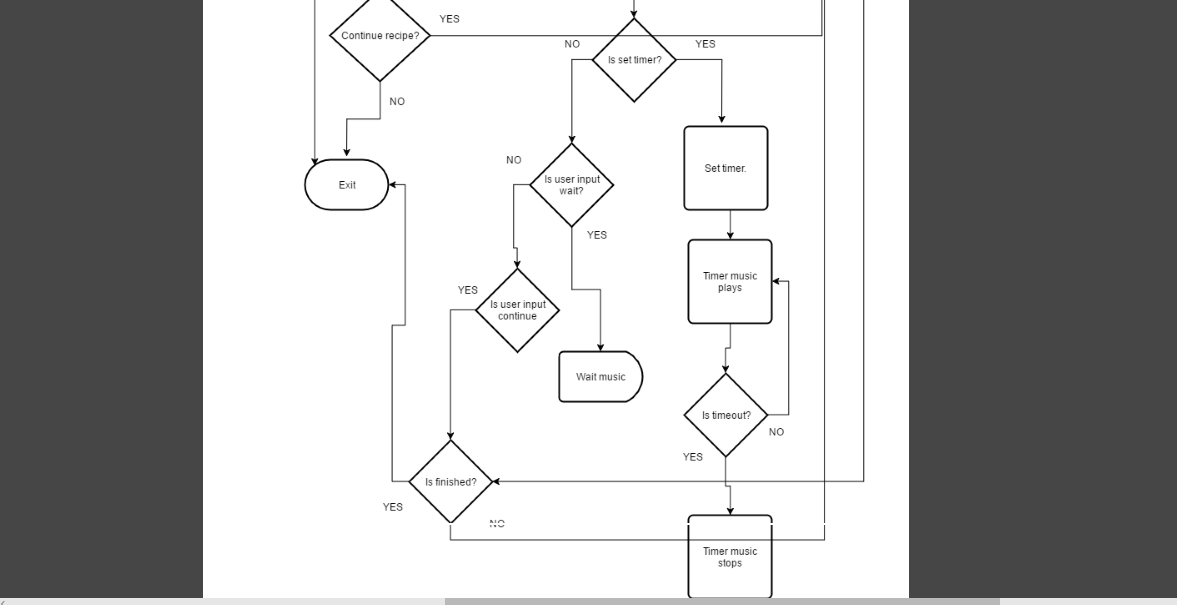 YES
Continue recipe?
NO
YES
Is set timer?
NO
NO
Is user input
wait?
Set timer.
Exit
YES
Timer music
plays
YES
Is user input
continue
Wait music
Is timeout?
NO
YES
Is finished?
YES
NO
Timer music
stops